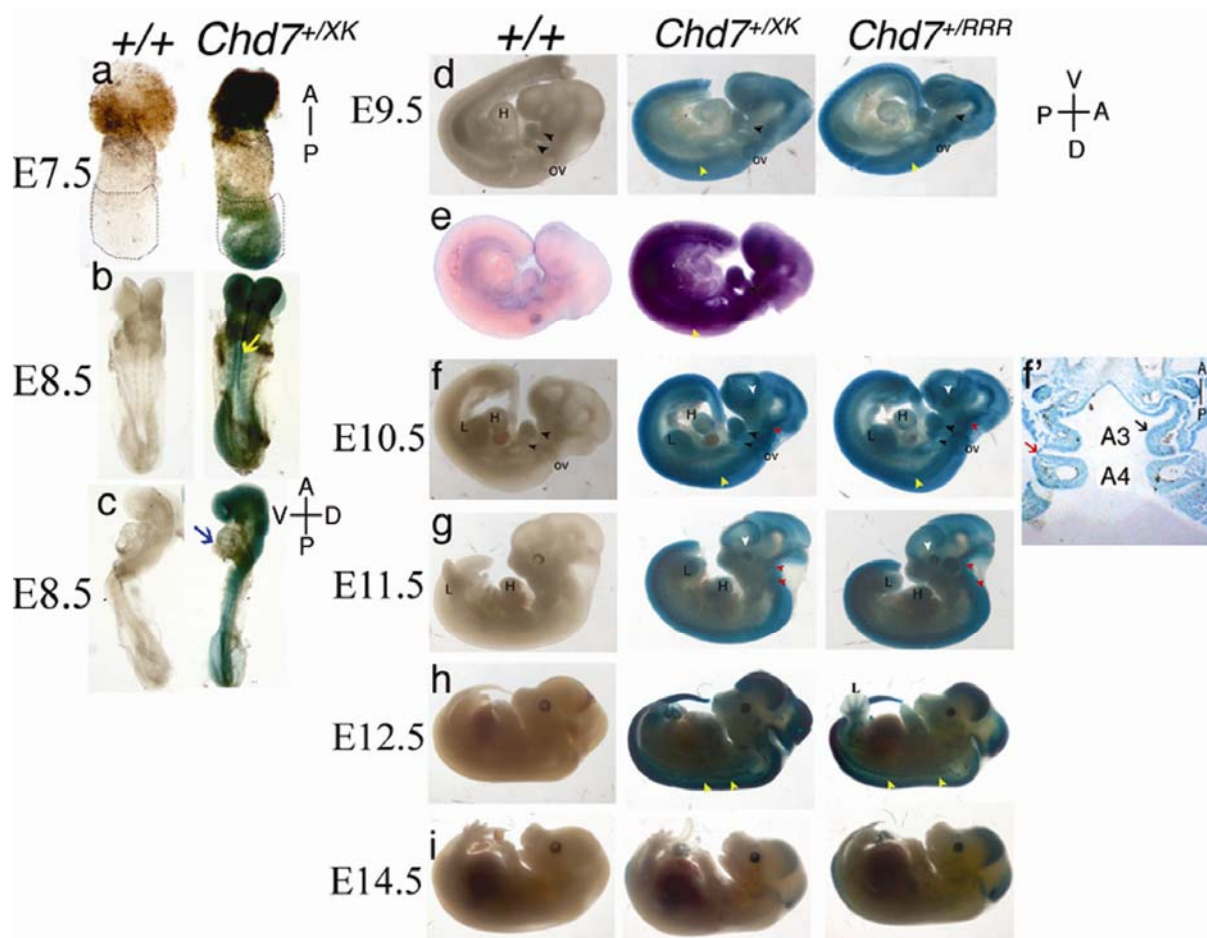 +/+ Chd7+/XK
a
A
P
E7.5
b
E8.5
c
A
V D
P
E8.5
+/+ Chd7+/XK Chd7+/RRR
d
E9.5
H
ov
ov
ov
V
P A
D
e
f
E10.5
H
L
ov
H
L
ov
H
L
ov
f'
A
P
A3
A4
g
E11.5
L
H
L
H
L
H
h
E12.5
L
i
E14.5